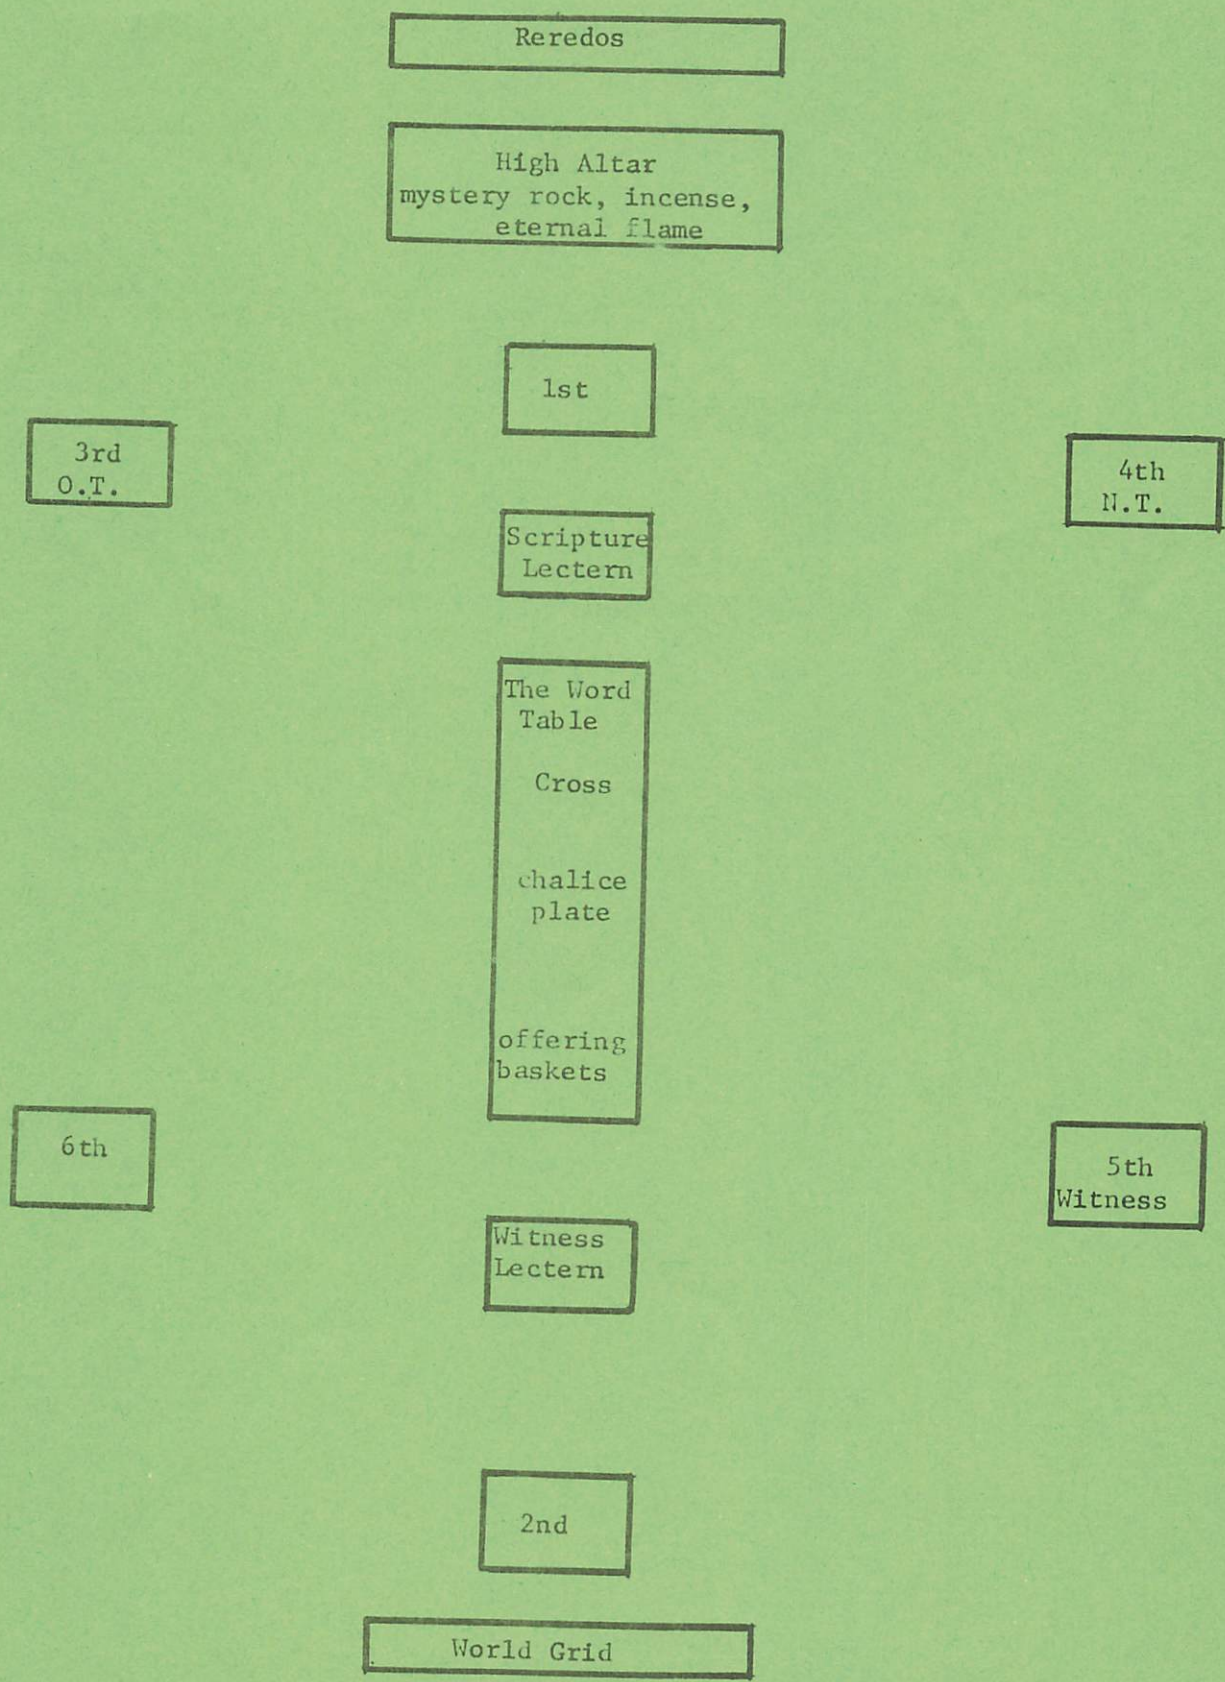 Reredos
High Altar
mystery rock, incense,
eternal flame
1st
3rd
O.T.
4th
N.T.
Scripture
Lectern
The Word
Table
Cross
chalice
plate
offering
baskets
6th
5th
Witness
Witness
Lectern
2nd
World Grid